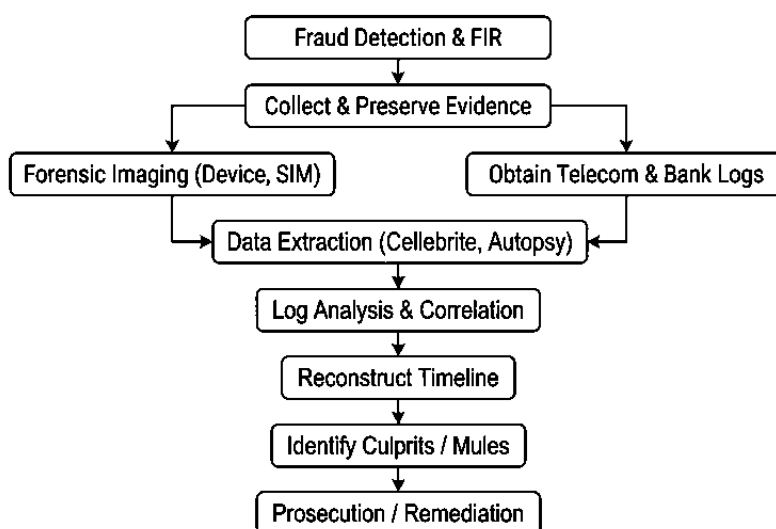 Fraud Detection & FIR
Collect & Preserve Evidence
Forensic Imaging (Device, SIM)
Obtain Telecom & Bank Logs
Data Extraction (Cellebrite, Autopsy)
Log Analysis & Correlation
Reconstruct Timeline
Identify Culprits / Mules
Prosecution / Remediation